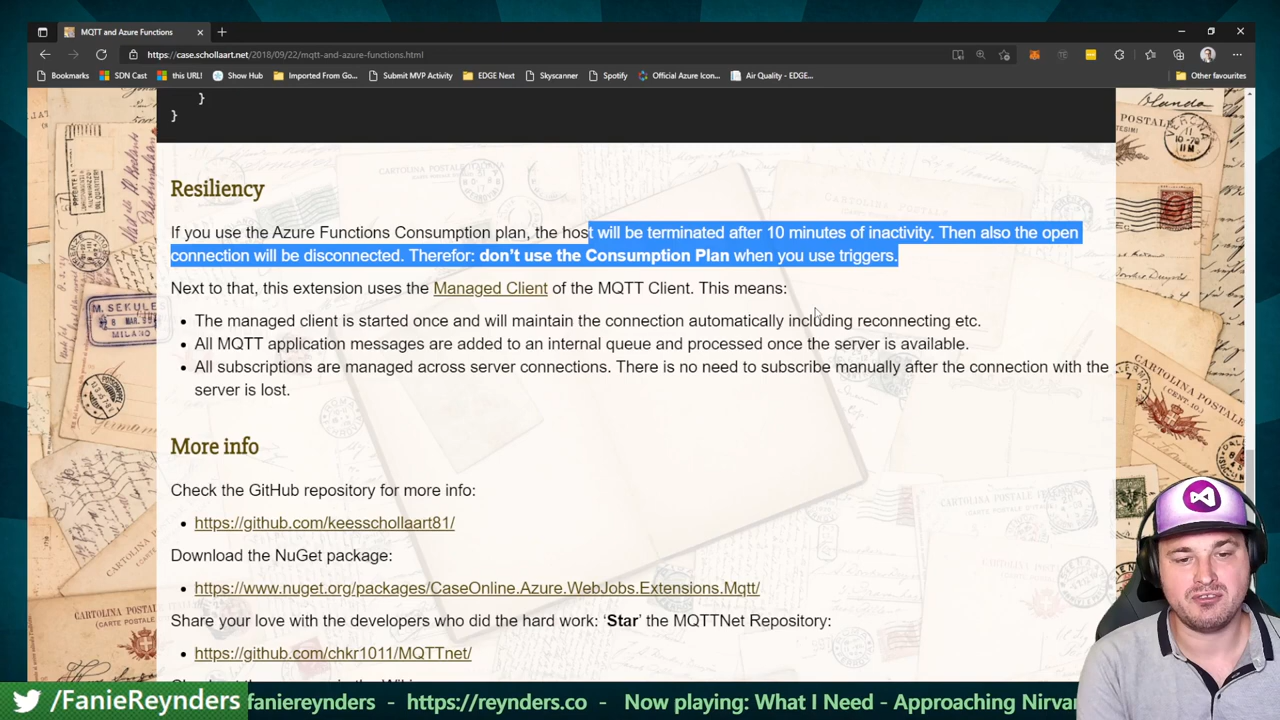 MQTT and Azure Functions
https://case.schollaart.net/2018/09/22/mqtt-and-azure-functions.html
Bookmarks SDN Cast this URL! Show Hub Imported From Go... Submit MVP Activity EDGE Next Skyscanner Spotify Official Azure Icon... Air Quality - EDGE... Other favourites
}
}
Resiliency
If you use the Azure Functions Consumption plan, the host will be terminated after 10 minutes of inactivity. Then also the open
connection will be disconnected. Therefor: don't use the Consumption Plan when you use triggers.
Next to that, this extension uses the Managed Client of the MQTT Client. This means:
The managed client is started once and will maintain the connection automatically including reconnecting etc.
All MQTT application messages are added to an internal queue and processed once the server is available.
All subscriptions are managed across server connections. There is no need to subscribe manually after the connection with the
server is lost.
More info
Check the GitHub repository for more info:
https://github.com/keesschollaart81/
Download the NuGet package:
https://www.nuget.org/packages/CaseOnline.Azure.WebJobs.Extensions.Mqtt/
Share your love with the developers who did the hard work: 'Star' the MQTTNet Repository:
https://github.com/chkr1011/MQTTnet/
/FanieReynders faniereynders - https://reynders.co - Now playing: What I Need - Approaching Nirvan